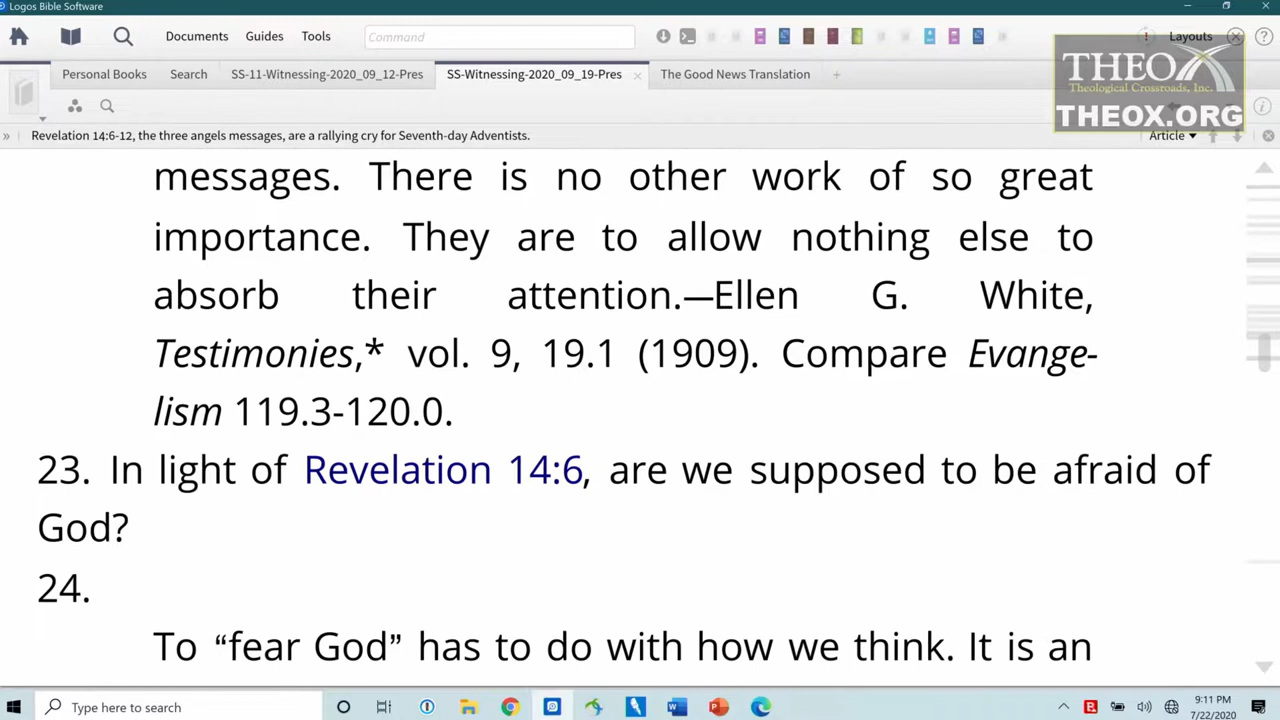 Logos Bible Software
Documents Guides Tools Command Layouts
THEOX
Theological Crossroads, Inc.
THEOX.ORG
Personal Books Search SS-11-Witnessing-2020_09_12-Pres SS-Witnessing-2020_09_19-Pres The Good News Translation
» Revelation 14:6-12, the three angels messages, are a rallying cry for Seventh-day Adventists. Article
messages. There is no other work of so great
importance. They are to allow nothing else to
absorb their attention.—Ellen G. White,
Testimonies,* vol. 9, 19.1 (1909). Compare Evange-
lism 119.3-120.0.
23. In light of Revelation 14:6, are we supposed to be afraid of
God?
24.
To “fear God” has to do with how we think. It is an
Type here to search
9:11 PM
7/22/2020